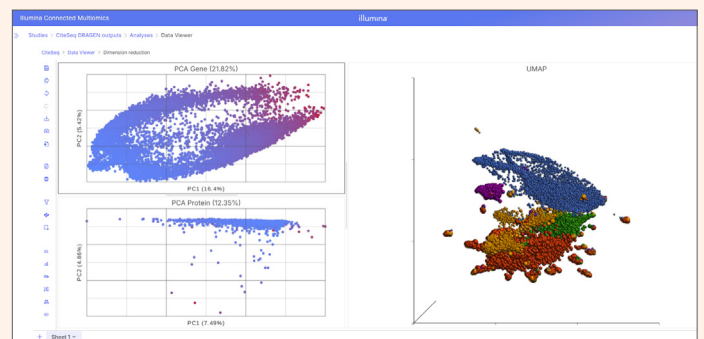 Illumina Connected Multiomics
illumina
Studies > CiteSeq DRAGEN outputs > Analyses > Data Viewer
CiteSeq > Data Viewer > Dimension reduction
PCA Gene (21.82%)
PC2 (5.42%)
PC1 (16.4%)
PCA Protein (12.35%)
PC2 (4.86%)
PC1 (7.49%)
UMAP
+ Sheet 1